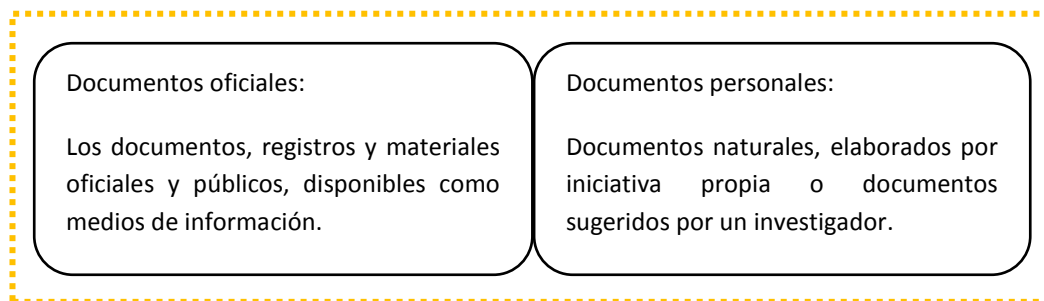 Documentos oficiales:
Los documentos, registros y materiales
oficiales y públicos, disponibles como
medios de información.
Documentos personales:
Documentos naturales, elaborados por
iniciativa propia o documentos
sugeridos por un investigador.